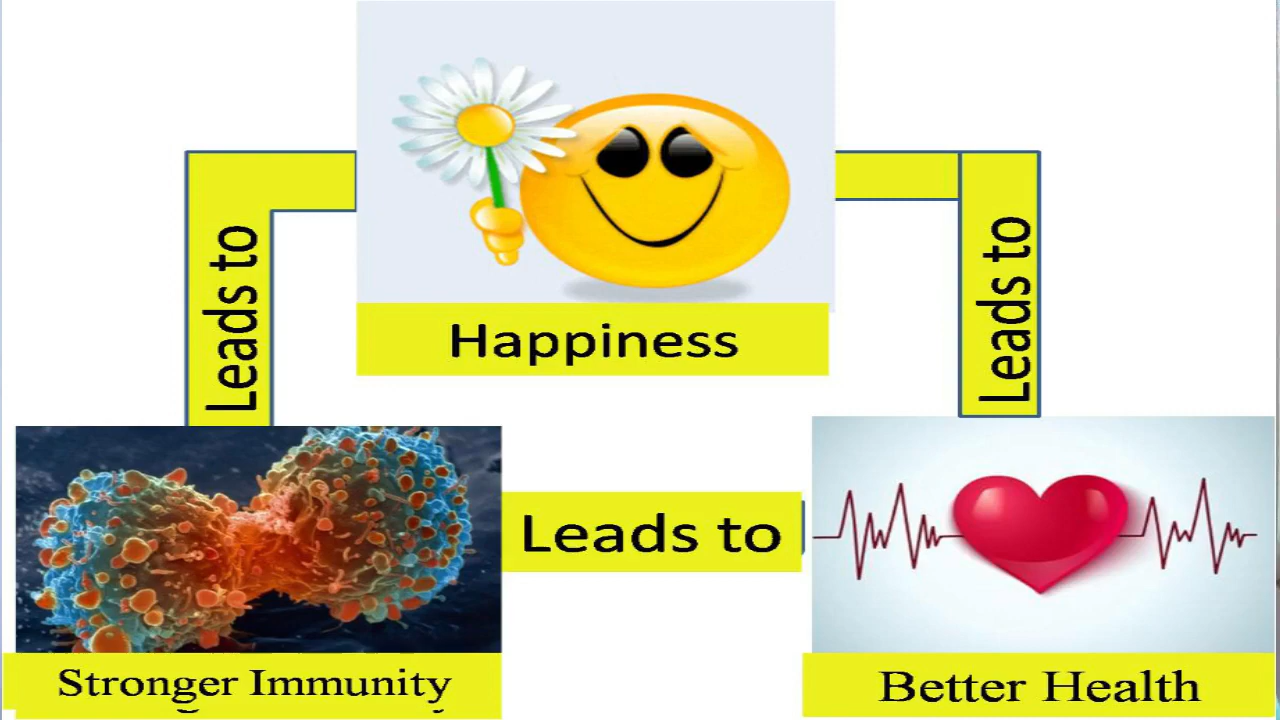 Happiness
Leads to
Leads to
Leads to
Stronger Immunity
Better Health